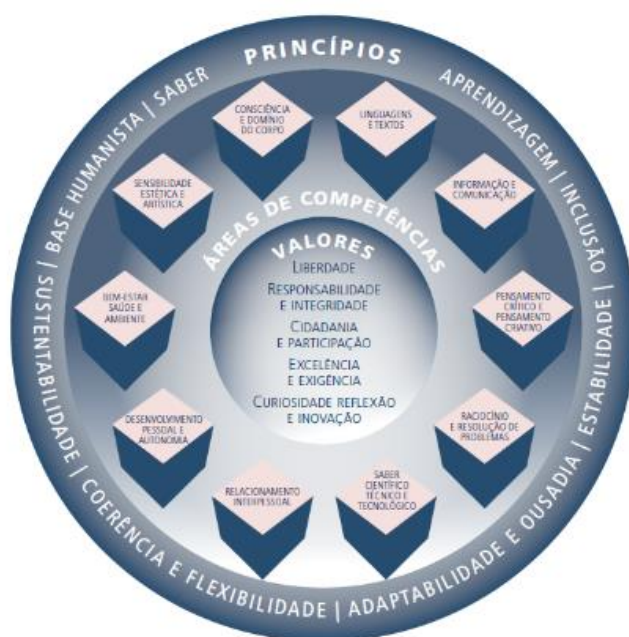 PRINCÍPIOS
APRENDIZAGEM | INCLUSÃO | ESTABILIDADE | ADAPTABILIDADE E OUSADIA | COERÊNCIA E FLEXIBILIDADE | SUSTENTABILIDADE | BASE HUMANISTA | SABER
ÁREAS DE COMPETÊNCIAS
LINGUAGENS
E TEXTOS
INFORMAÇÃO E
COMUNICAÇÃO
PENSAMENTO
CRÍTICO E
PENSAMENTO
CRIATIVO
RACIOCÍNIO
E RESOLUÇÃO DE
PROBLEMAS
SABER
CIENTÍFICO
TÉCNICO E
TECNOLÓGICO
RELACIONAMENTO
INTERPESSOAL
DESENVOLVIMENTO
PESSOAL E
AUTONOMIA
BEM-ESTAR
SAÚDE E
AMBIENTE
SENSIBILIDADE
ESTÉTICA E
ARTÍSTICA
CONSCIÊNCIA
E DOMÍNIO
DO CORPO
VALORES
LIBERDADE
RESPONSABILIDADE
E INTEGRIDADE
CIDADANIA
E PARTICIPAÇÃO
EXCELÊNCIA
E EXIGÊNCIA
CURIOSIDADE REFLEXÃO
E INOVAÇÃO